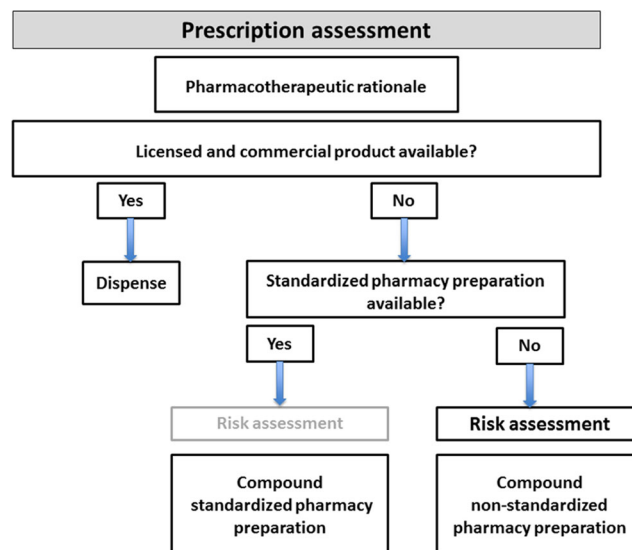 Prescription assessment
Pharmacotherapeutic rationale
Licensed and commercial product available?
Yes
No
Dispense
Standardized pharmacy preparation
available?
Yes
No
Risk assessment
Risk assessment
Compound
standardized pharmacy
preparation
Compound
non-standardized
pharmacy preparation